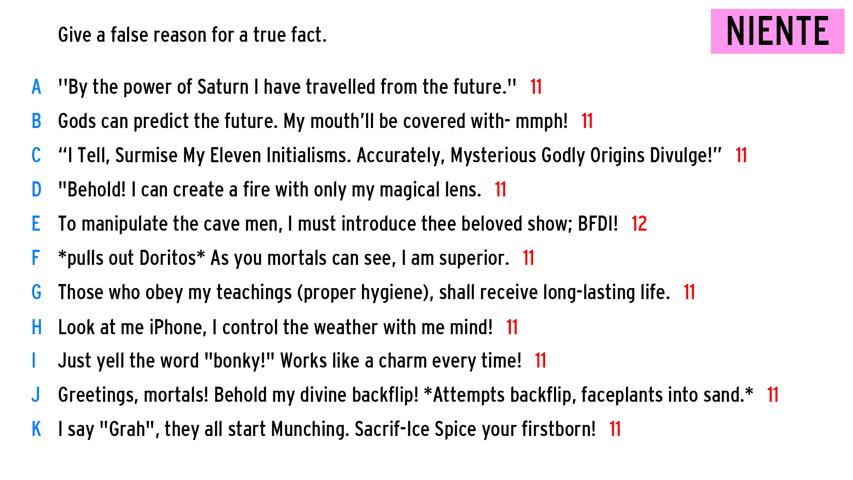 Give a false reason for a true fact.
NIENTE
A ''By the power of Saturn I have travelled from the future.'' 11
B Gods can predict the future. My mouth’ll be covered with- mmph! 11
C “I Tell, Surmise My Eleven Initialisms. Accurately, Mysterious Godly Origins Divulge!” 11
D "Behold! I can create a fire with only my magical lens. 11
E To manipulate the cave men, I must introduce thee beloved show; BFDI! 12
F *pulls out Doritos* As you mortals can see, I am superior. 11
G Those who obey my teachings (proper hygiene), shall receive long-lasting life. 11
H Look at me iPhone, I control the weather with me mind! 11
I Just yell the word "bonky!" Works like a charm every time! 11
J Greetings, mortals! Behold my divine backflip! *Attempts backflip, faceplants into sand.* 11
K I say "Grah", they all start Munching. Sacrif-Ice Spice your firstborn! 11